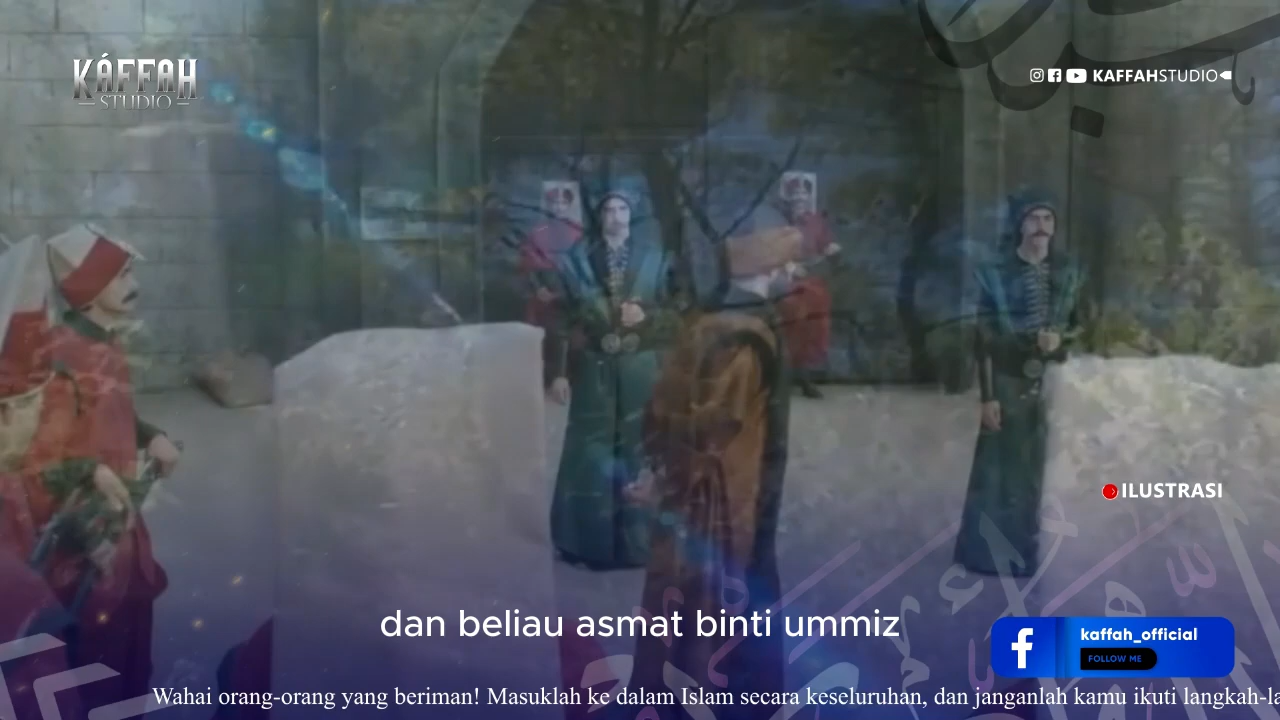 KÁFFAH
STUDIO
KAFFAHSTUDIO
ILUSTRASI
dan beliau asmat binti ummiz
kaffah_official
FOLLOW ME
Wahai orang-orang yang beriman! Masuklah ke dalam Islam secara keseluruhan, dan janganlah kamu ikuti langkah-la